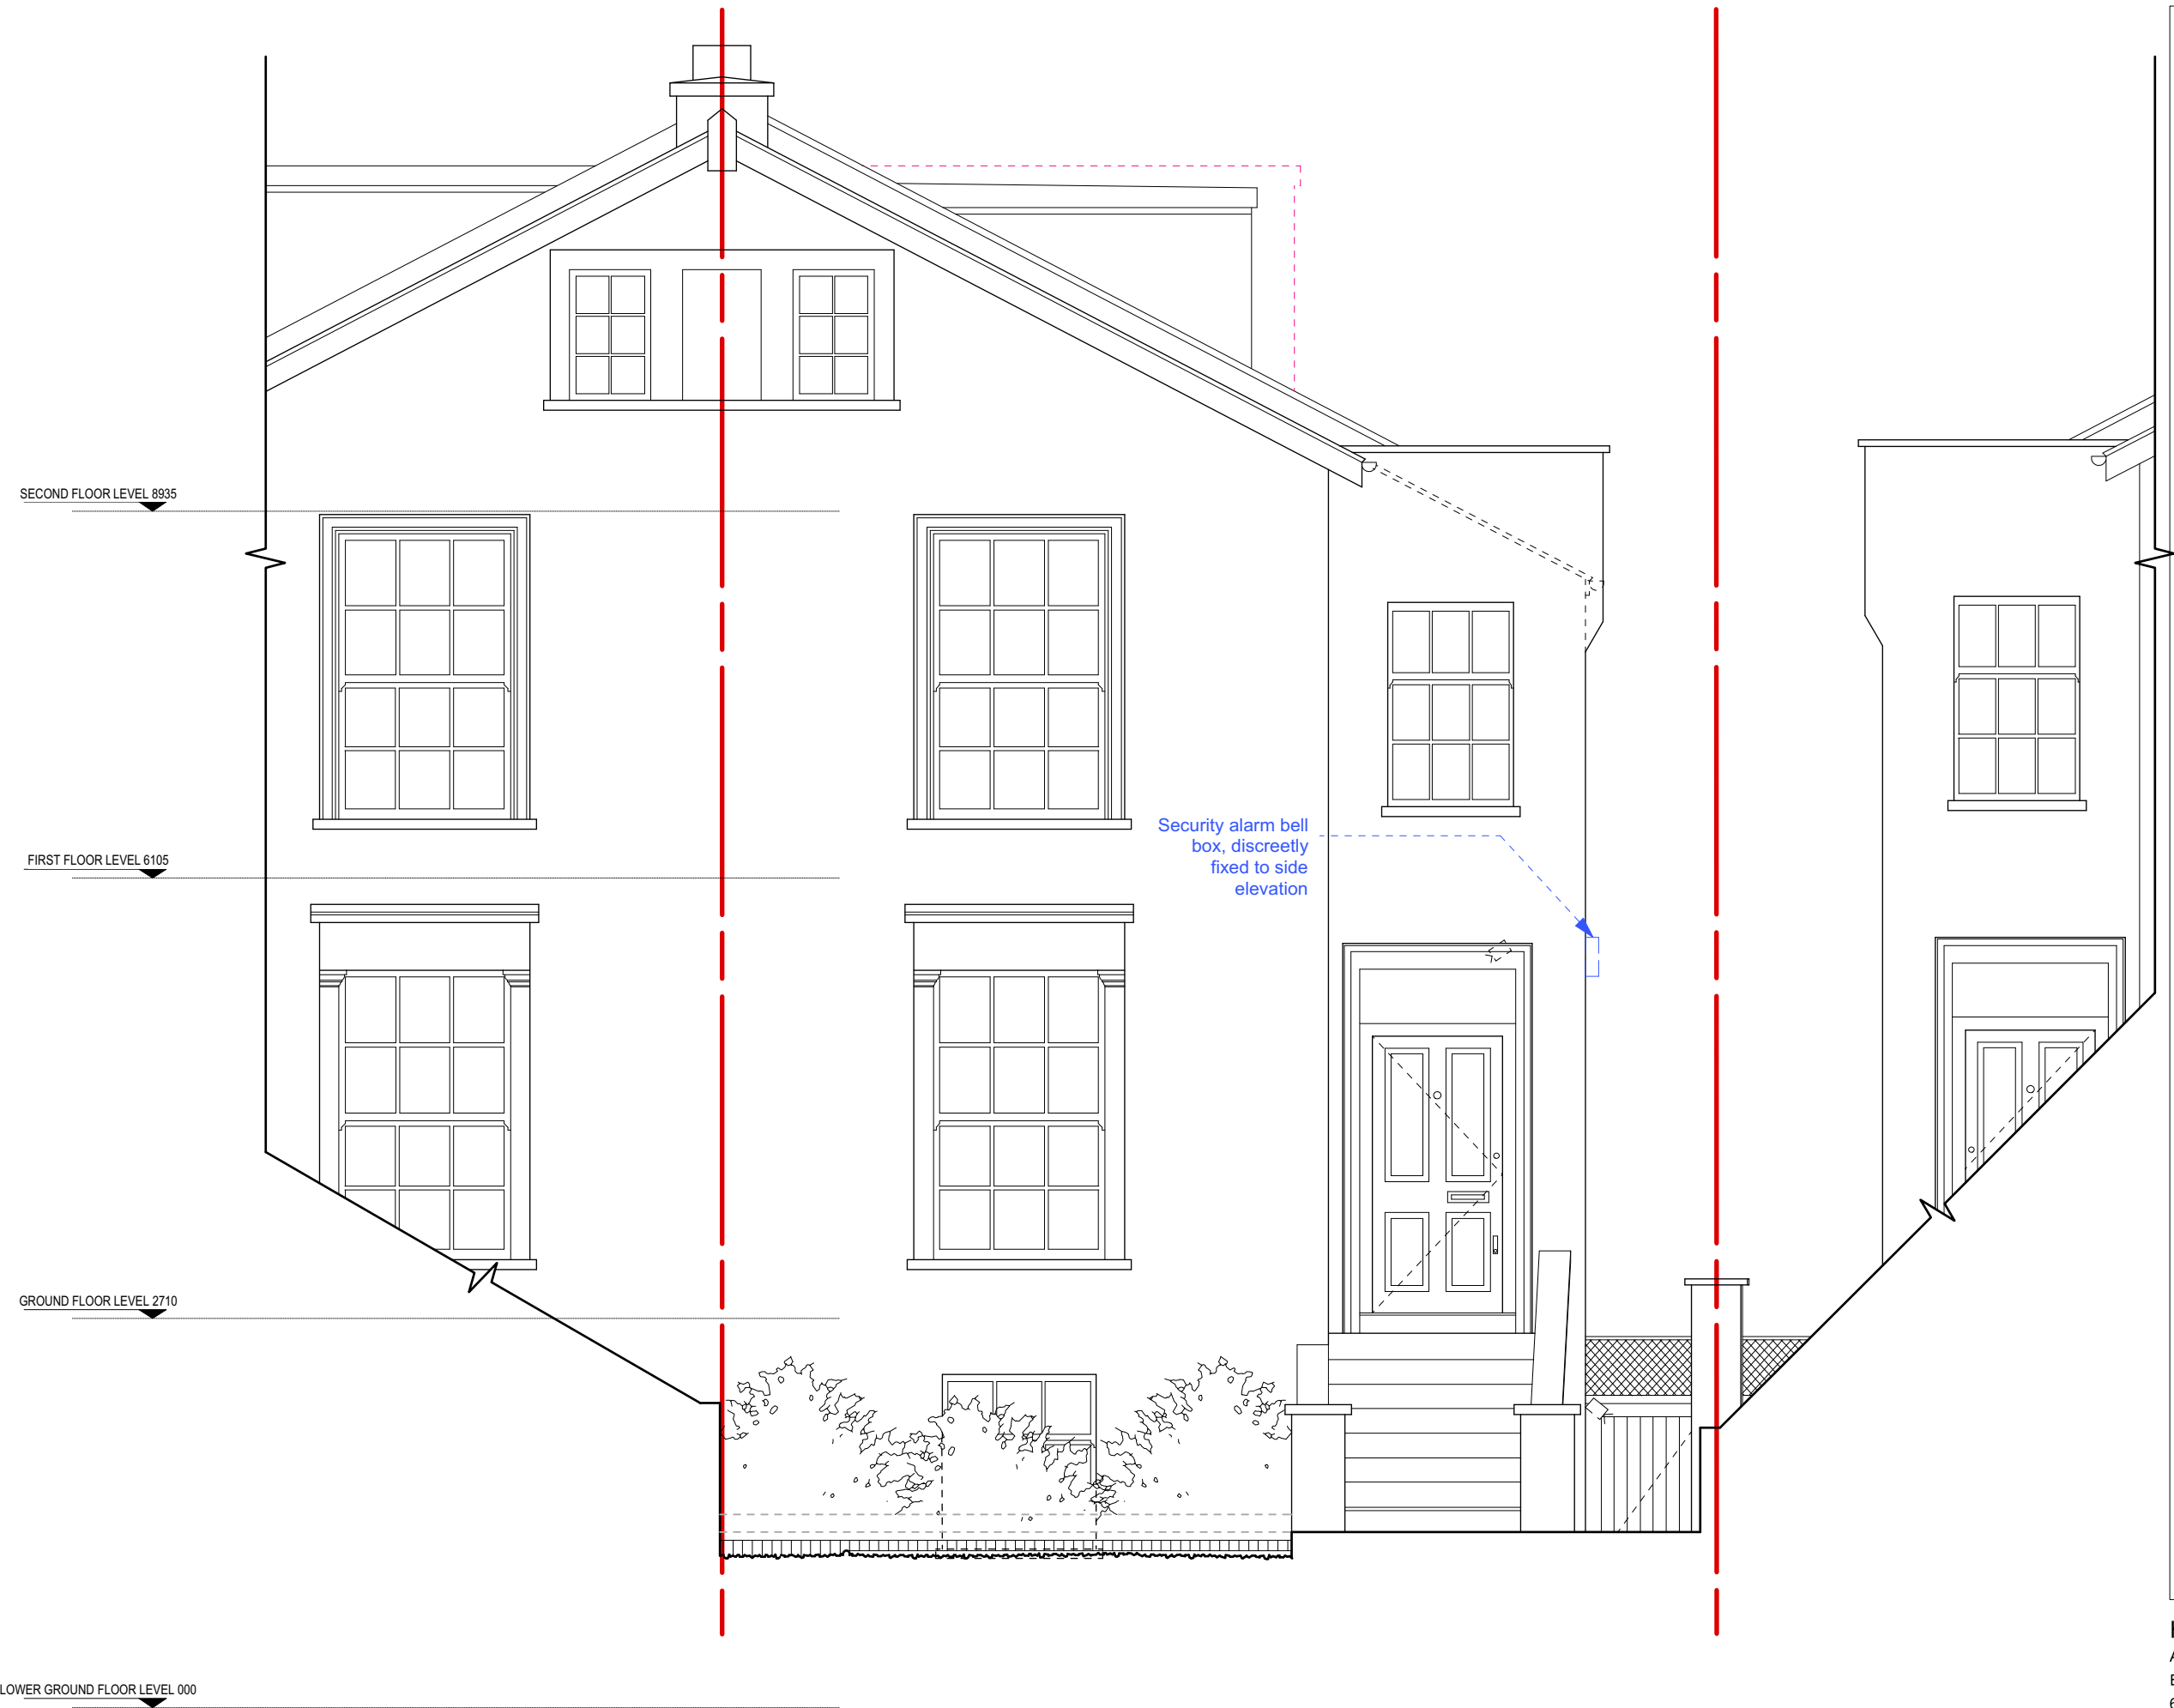 SECOND FLOOR LEVEL 8935
Security alarm bell
box, discreetly
fixed to side
elevation
FIRST FLOOR LEVEL 6105
GROUND FLOOR LEVEL 2710
LOWER GROUND FLOOR LEVEL 000